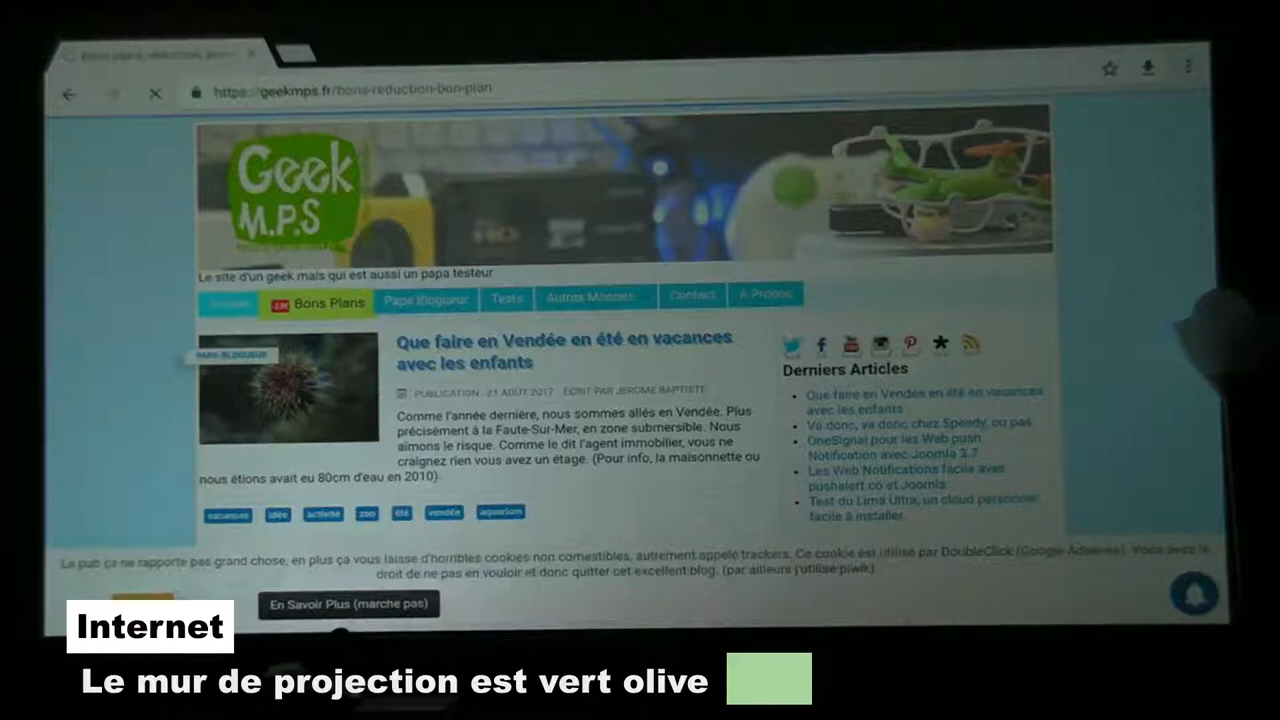 https://geekmps.fr/bons-reduction-bon-plan
Geek
M.P.S
Le site d'un geek mais qui est aussi un papa testeur
Bons Plans
Papa Blogueur
Tests
Autres Mondes
Contact
A Propos
PAPA BLOGUEUR
Que faire en Vendée en été en vacances
avec les enfants
PUBLICATION : 21 AOÛT 2017 ECRIT PAR JEROME BAPTISTE
Comme l'année dernière, nous sommes allés en Vendée. Plus
précisément à la Faute-Sur-Mer, en zone submersible. Nous
aimons le risque. Comme le dit l'agent immobilier, vous ne
craignez rien vous avez un étage. (Pour info, la maisonnette ou
nous étions avait eu 80cm d'eau en 2010)
vacances
idée
activité
zoo
été
vendée
aquarium
Derniers Articles
Que faire en Vendée en été en vacances
avec les enfants
Va donc, va donc chez Speedy, ou pas
OneSignal pour les Web push
Notification avec Joomla 3.7
Les Web Notifications facile avec
pushalert.co et Joomla
Test du Lima Ultra, un cloud personnel
facile à installer.
La pub ça ne rapporte pas grand chose, en plus ça vous laisse d'horribles cookies non comestibles, autrement appelé trackers. Ce cookie est utilisé par DoubleClick (Google Adsense). Vous avez le
droit de ne pas en vouloir et donc quitter cet excellent blog. (par ailleurs j'utilise piwik)
En Savoir Plus (marche pas)
Internet
Le mur de projection est vert olive